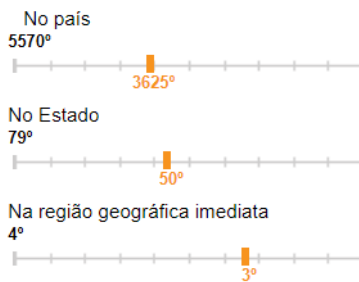 No país
5570º
3625º
No Estado
79º
50º
Na região geográfica imediata
4º
3º